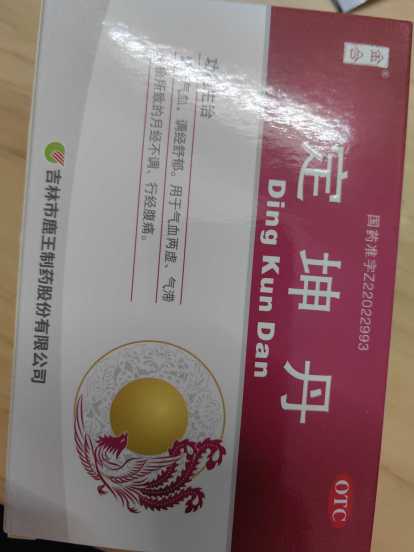 金合
®
国药准字Z22022993
定坤丹
Ding Kun Dan
OTC
功 主治
气血,调经舒郁。用于气血两虚、气滞
所致的月经不调、行经腹痛。
吉林市鹿王制药股份有限公司